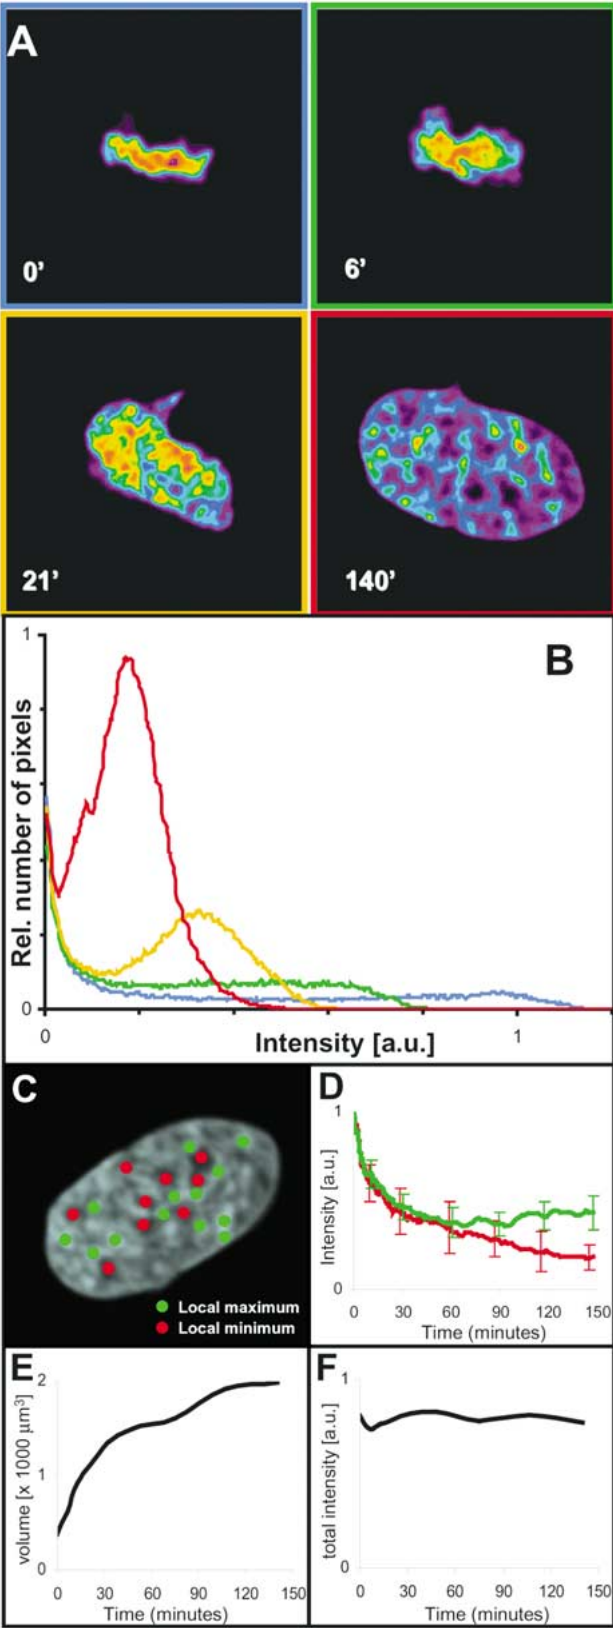 A
0'
6'
21'
140'
B
1
Rel. number of pixels
0
0
Intensity [a.u.]
1
C
Local maximum
Local minimum
D
1
Intensity [a.u.]
0
0 30 60 90 120 150
Time (minutes)
E
2
volume [x 1000 μm³]
1
0
0 30 60 90 120 150
Time (minutes)
F
1
total intensity [a.u.]
0
0 30 60 90 120 150
Time (minutes)